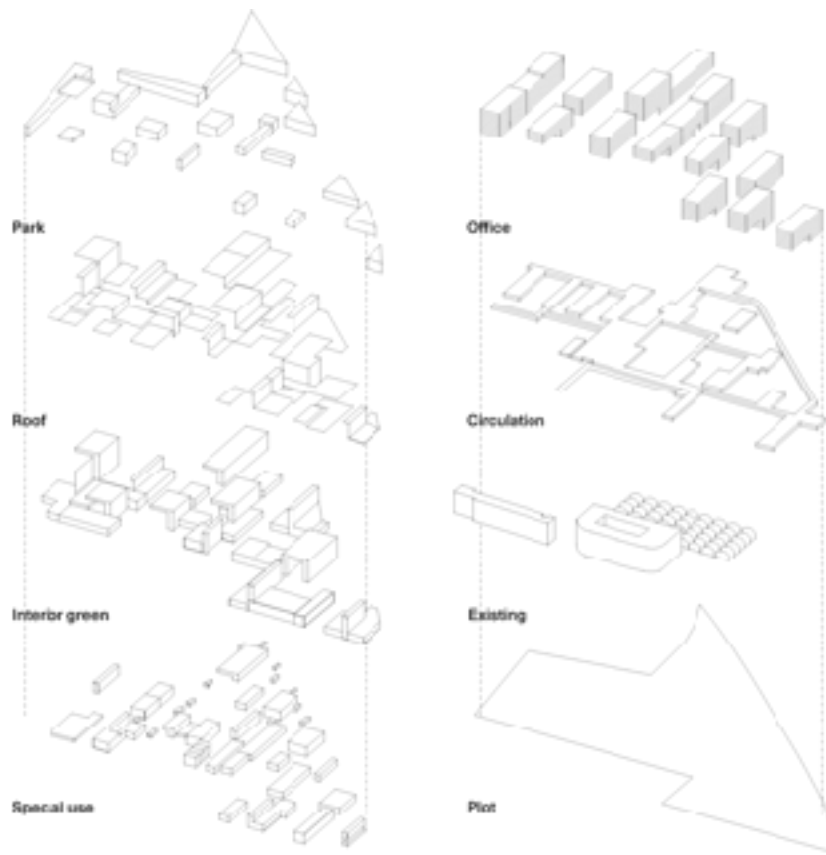 Park
Office
Roof
Circulation
Interior green
Existing
Special use
Plot